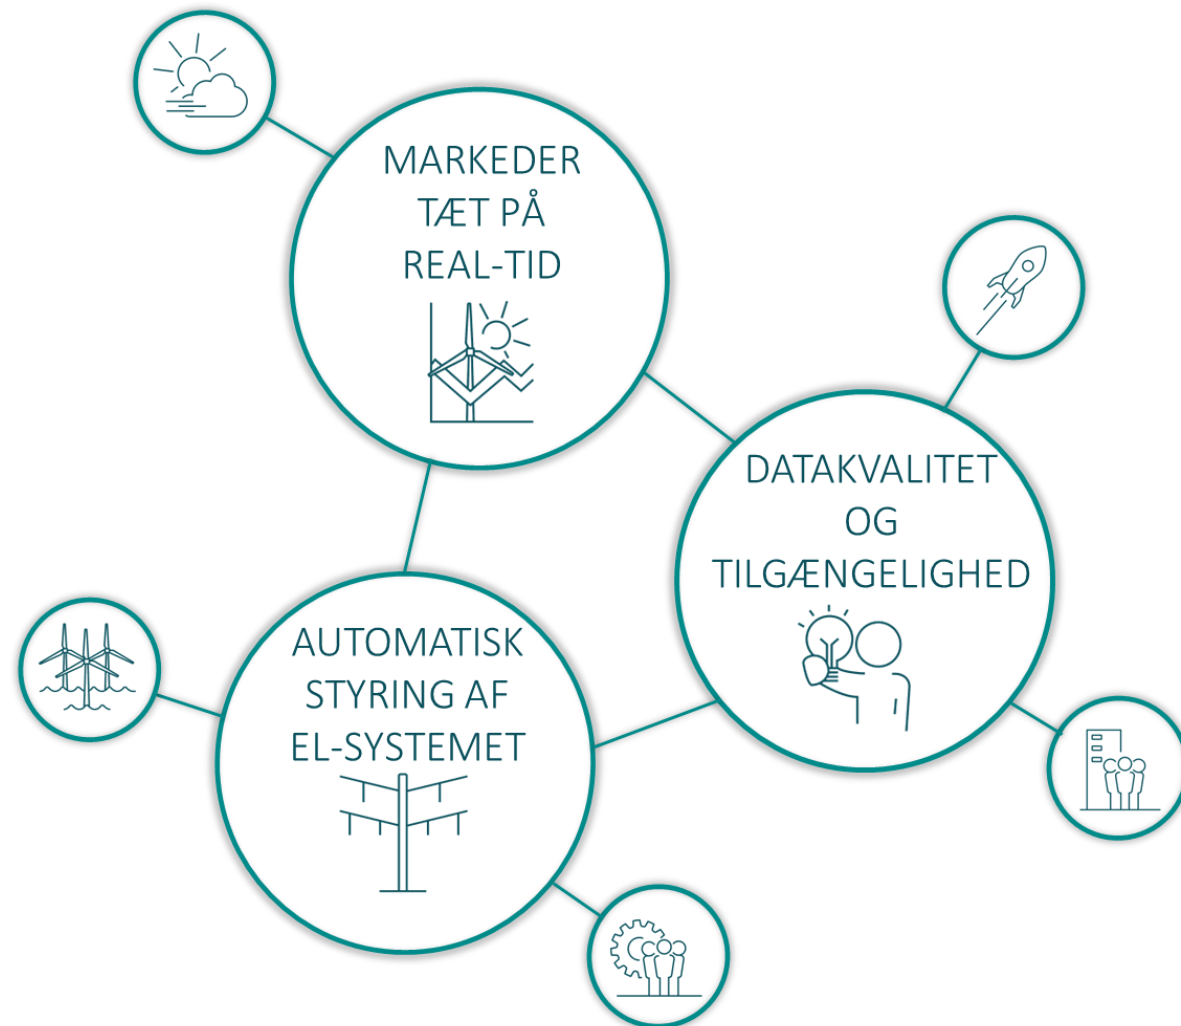 MARKEDER
TÆT PÅ
REAL-TID
DATAKVALITET
OG
TILGÆNGELIGHED
AUTOMATISK
STYRING AF
EL-SYSTEMET